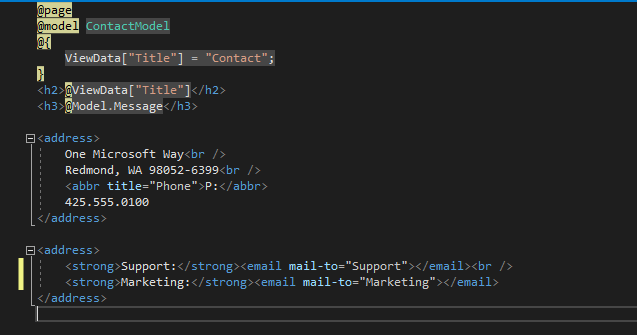 @page
@model ContactModel
@{
    ViewData["Title"] = "Contact";
}
<h2>@ViewData["Title"]</h2>
<h3>@Model.Message</h3>

<address>
    One Microsoft Way<br />
    Redmond, WA 98052-6399<br />
    <abbr title="Phone">P:</abbr>
    425.555.0100
</address>

<address>
    <strong>Support:</strong><email mail-to="Support"></email><br />
    <strong>Marketing:</strong><email mail-to="Marketing"></email>
</address>